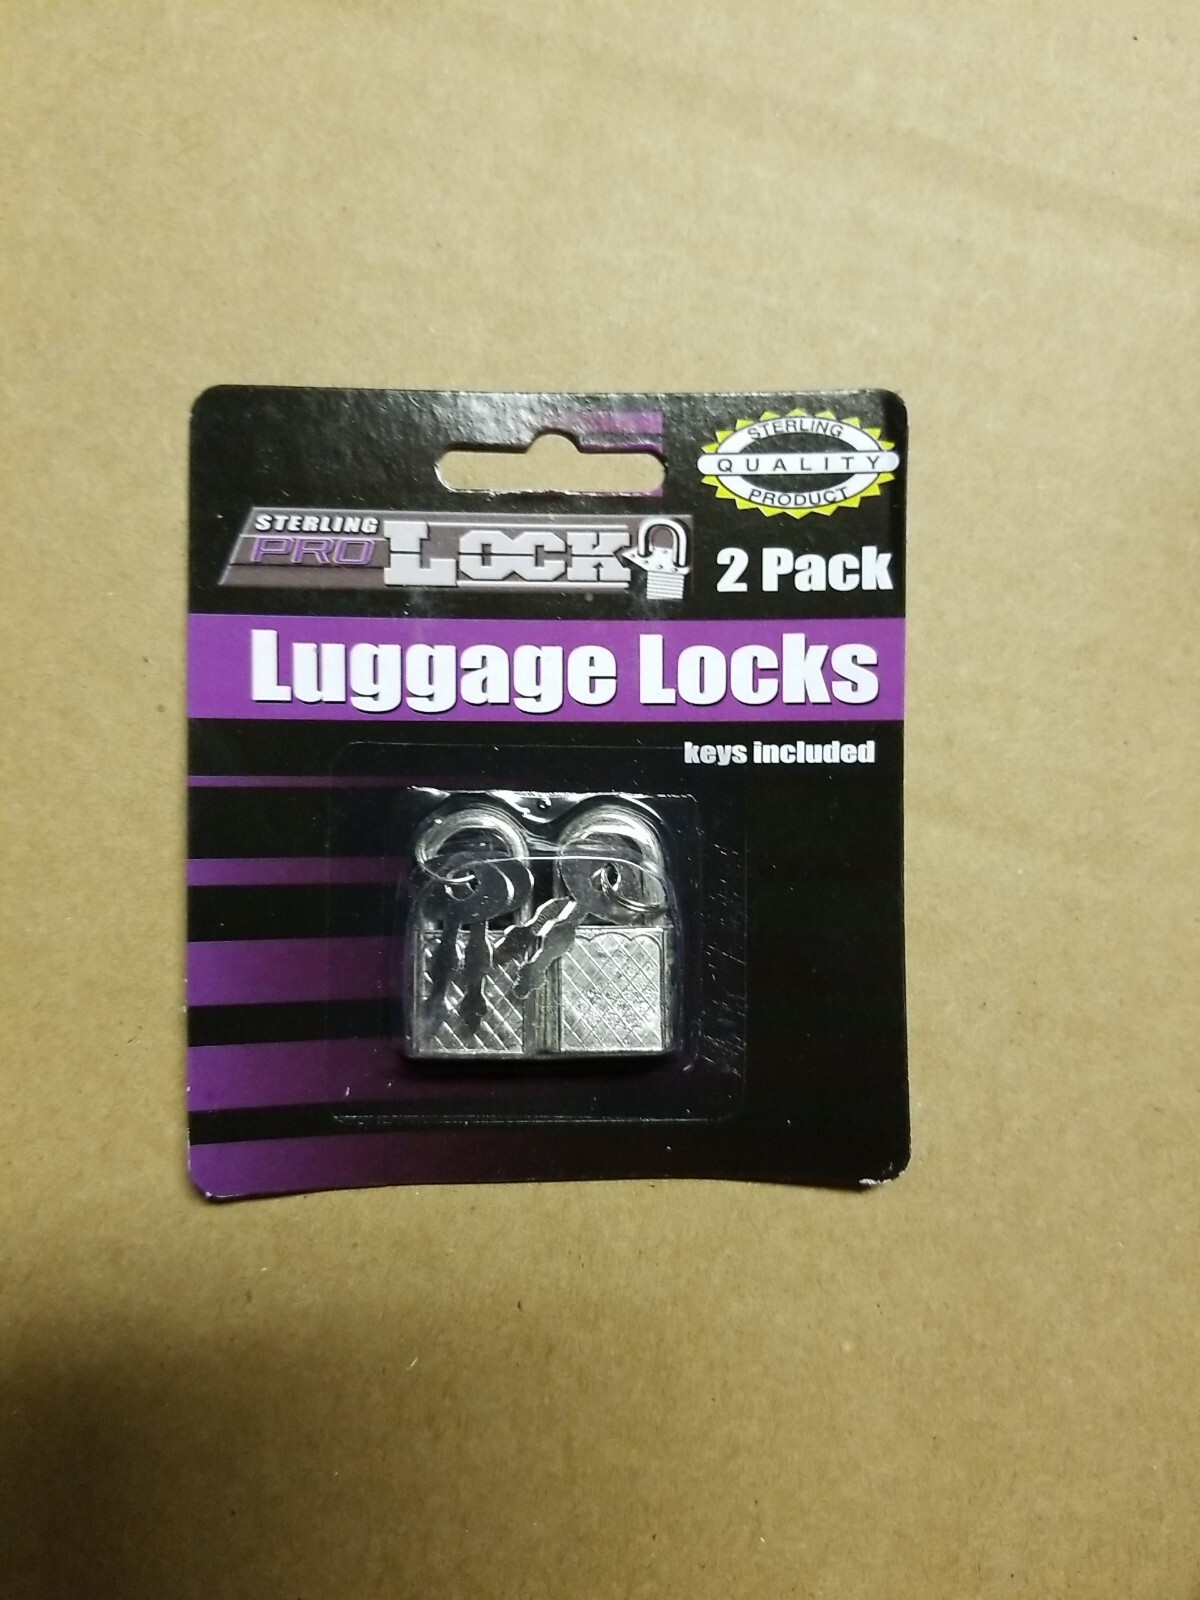 STERLING
QUALITY
PRODUCT
STERLING
PRO LOCK
2 Pack
Luggage Locks
keys included